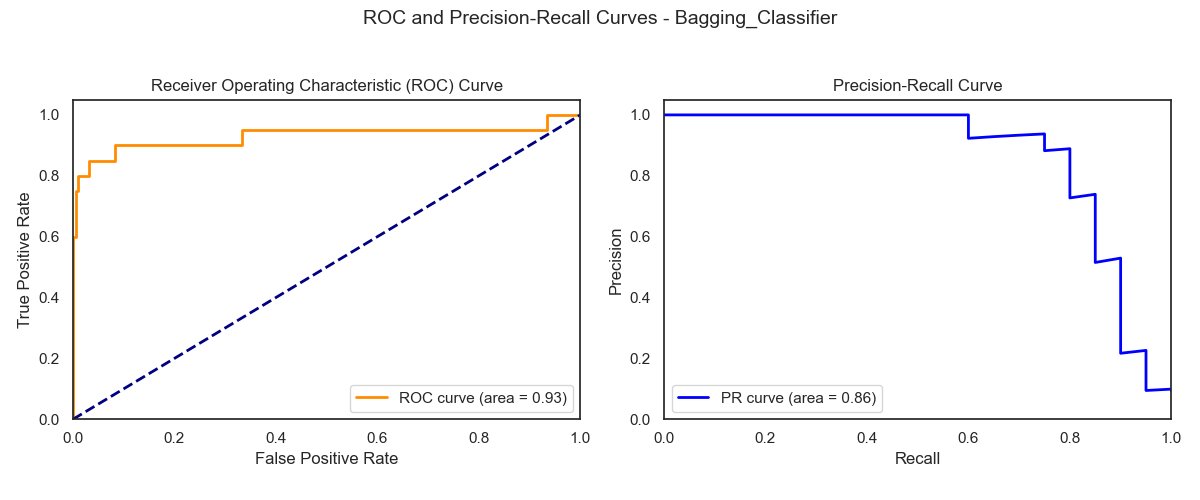 ROC and Precision-Recall Curves - Bagging_Classifier
Receiver Operating Characteristic (ROC) Curve
True Positive Rate
1.0
0.8
0.6
0.4
0.2
0.0
ROC curve (area = 0.93)
0.0 0.2 0.4 0.6 0.8 1.0
False Positive Rate
Precision-Recall Curve
Precision
1.0
0.8
0.6
0.4
0.2
0.0
PR curve (area = 0.86)
0.0 0.2 0.4 0.6 0.8 1.0
Recall